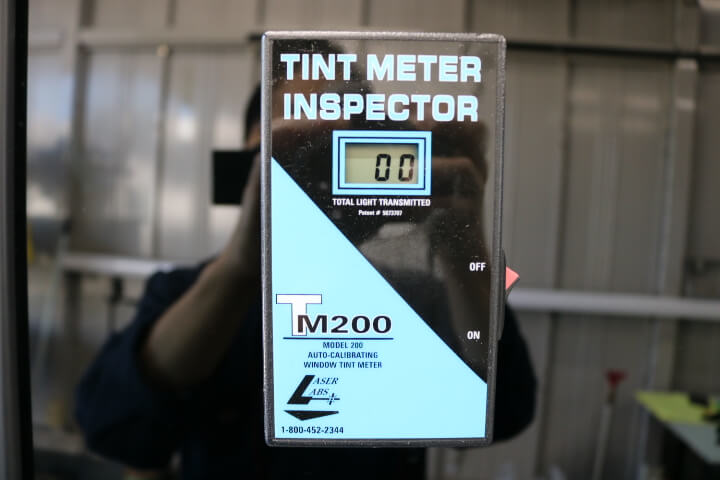 TINT METER
INSPECTOR
00
TOTAL LIGHT TRANSMITTED
Patent # 5073707
OFF
ON
TM200
MODEL 200
AUTO-CALIBRATING
WINDOW TINT METER
LASER
LABS
1-800-452-2344